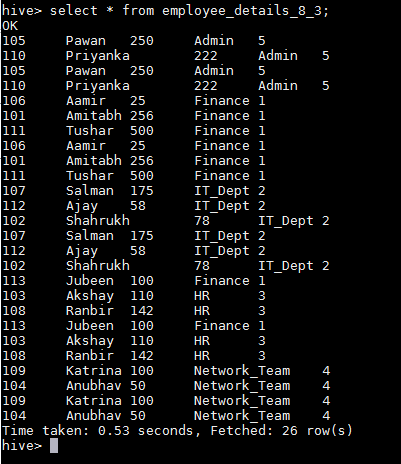 hive> select * from employee_details_8_3;
OK
105 Pawan 250 Admin 5
110 Priyanka 222 Admin 5
105 Pawan 250 Admin 5
110 Priyanka 222 Admin 5
106 Aamir 25 Finance 1
101 Amitabh 256 Finance 1
111 Tushar 500 Finance 1
106 Aamir 25 Finance 1
101 Amitabh 256 Finance 1
111 Tushar 500 Finance 1
107 Salman 175 IT_Dept 2
112 Ajay 58 IT_Dept 2
102 Shahrukh 78 IT_Dept 2
107 Salman 175 IT_Dept 2
112 Ajay 58 IT_Dept 2
102 Shahrukh 78 IT_Dept 2
113 Jubeen 100 Finance 1
103 Akshay 110 HR 3
108 Ranbir 142 HR 3
113 Jubeen 100 Finance 1
103 Akshay 110 HR 3
108 Ranbir 142 HR 3
109 Katrina 100 Network_Team 4
104 Anubhav 50 Network_Team 4
109 Katrina 100 Network_Team 4
104 Anubhav 50 Network_Team 4
Time taken: 0.53 seconds, Fetched: 26 row(s)
hive>